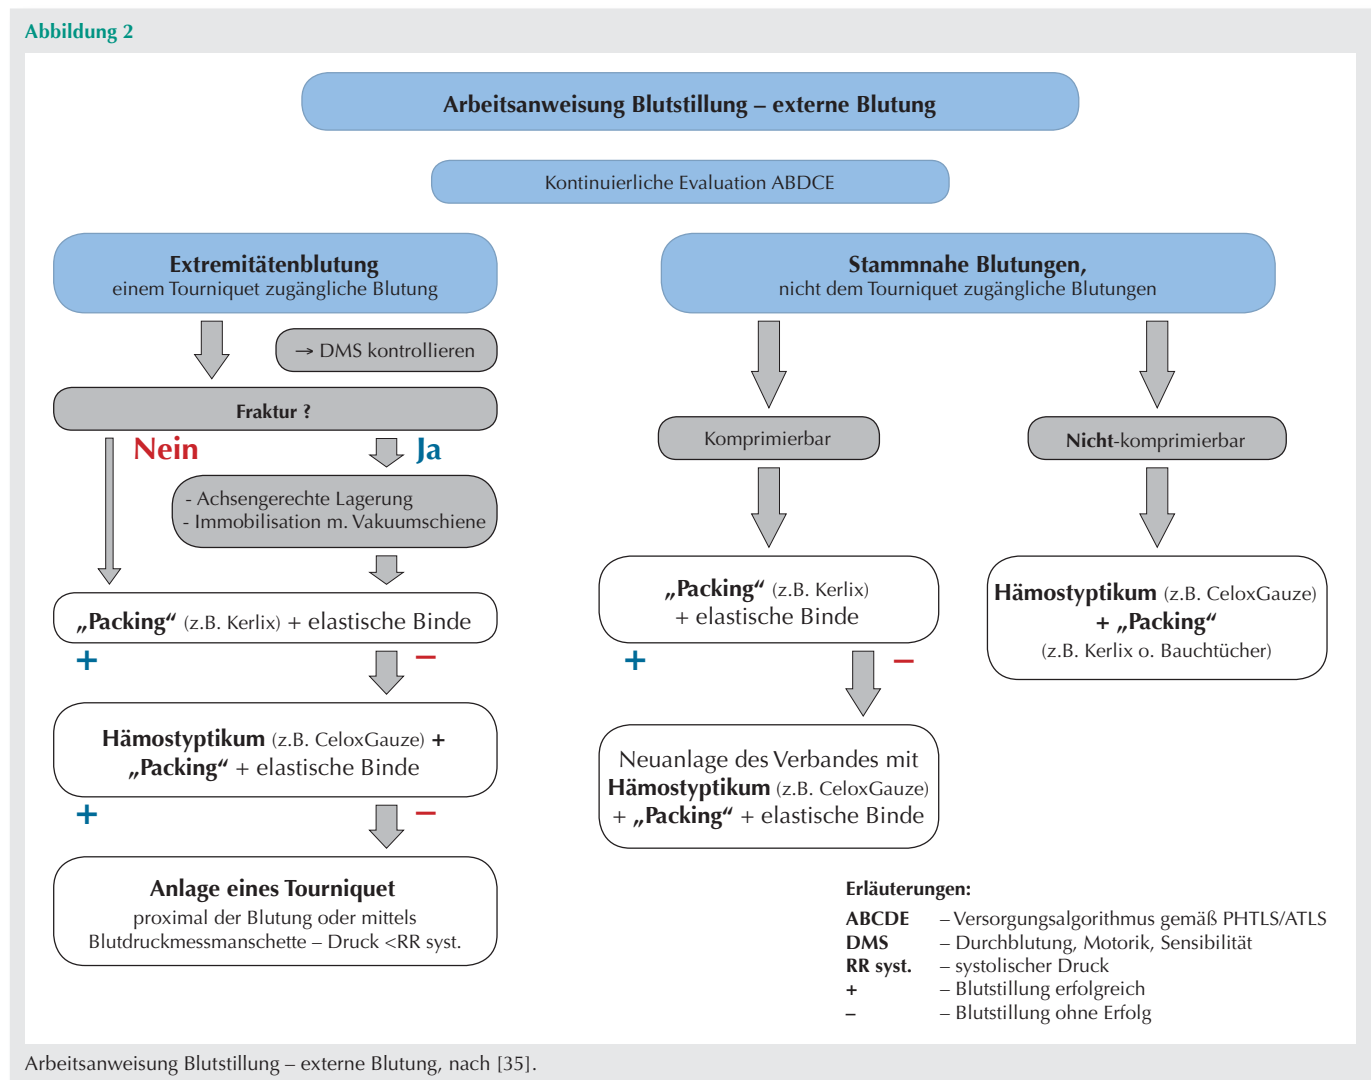 Abbildung 2
Arbeitsanweisung Blutstillung – externe Blutung
Kontinuierliche Evaluation ABDCE
Extremitätenblutung
einem Tourniquet zugängliche Blutung
→ DMS kontrollieren
Fraktur ?
Nein
Ja
- Achsengerechte Lagerung
- Immobilisation m. Vakuumschiene
„Packing“ (z.B. Kerlix) + elastische Binde
+
–
Hämostyptikum (z.B. CeloxGauze) +
„Packing“ + elastische Binde
+
–
Anlage eines Tourniquet
proximal der Blutung oder mittels
Blutdruckmessmanschette – Druck <RR syst.
Stammnahe Blutungen,
nicht dem Tourniquet zugängliche Blutungen
Komprimierbar
„Packing“ (z.B. Kerlix)
+ elastische Binde
+
–
Neuanlage des Verbandes mit
Hämostyptikum (z.B. CeloxGauze)
+ „Packing“ + elastische Binde
Nicht-komprimierbar
Hämostyptikum (z.B. CeloxGauze)
+ „Packing“
(z.B. Kerlix o. Bauchtücher)
Erläuterungen:
ABCDE – Versorgungsalgorithmus gemäß PHTLS/ATLS
DMS – Durchblutung, Motorik, Sensibilität
RR syst. – systolischer Druck
+ – Blutstillung erfolgreich
– – Blutstillung ohne Erfolg
Arbeitsanweisung Blutstillung – externe Blutung, nach [35].